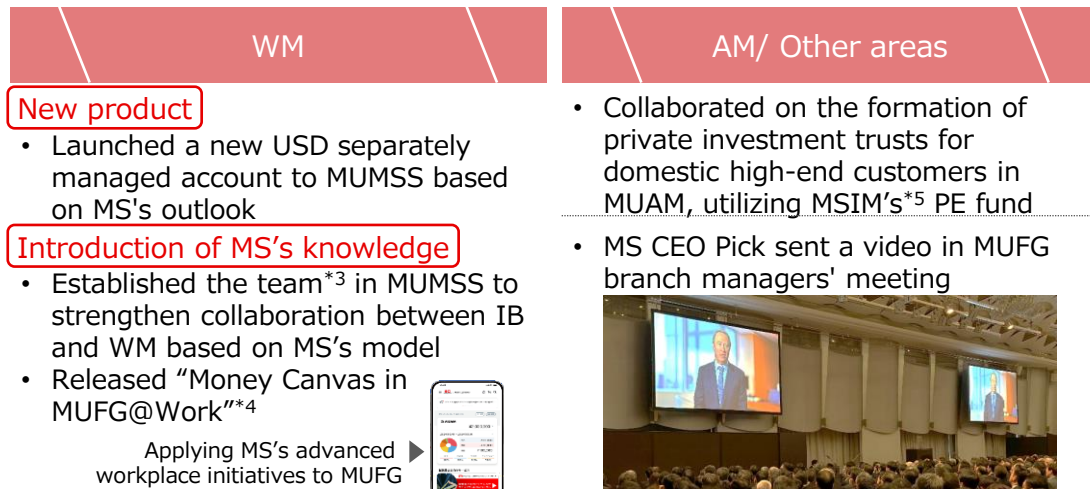 WM
New product
• Launched a new USD separately
managed account to MUMSS based
on MS's outlook
Introduction of MS’s knowledge
• Established the team*3 in MUMSS to
strengthen collaboration between IB
and WM based on MS’s model
• Released “Money Canvas in
MUFG@Work”*4
Applying MS’s advanced
workplace initiatives to MUFG
AM/ Other areas
• Collaborated on the formation of
private investment trusts for
domestic high-end customers in
MUAM, utilizing MSIM’s*5 PE fund
• MS CEO Pick sent a video in MUFG
branch managers' meeting